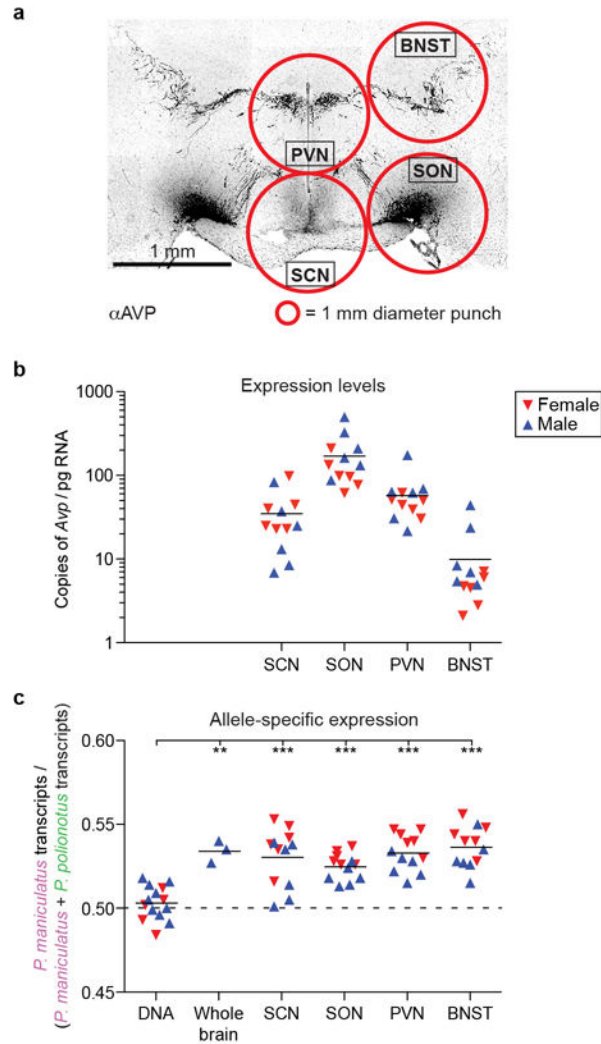 a
BNST
PVN
SON
SCN
1 mm
αAVP
= 1 mm diameter punch
b
Expression levels
Female
Male
Copies of Avp / pg RNA
1000
100
10
1
SCN SON PVN BNST
c
Allele-specific expression
P. maniculatus transcripts /
(P. maniculatus + P. polionotus transcripts)
0.60
0.55
0.50
0.45
** *** *** *** ***
DNA Whole SCN SON PVN BNST
brain